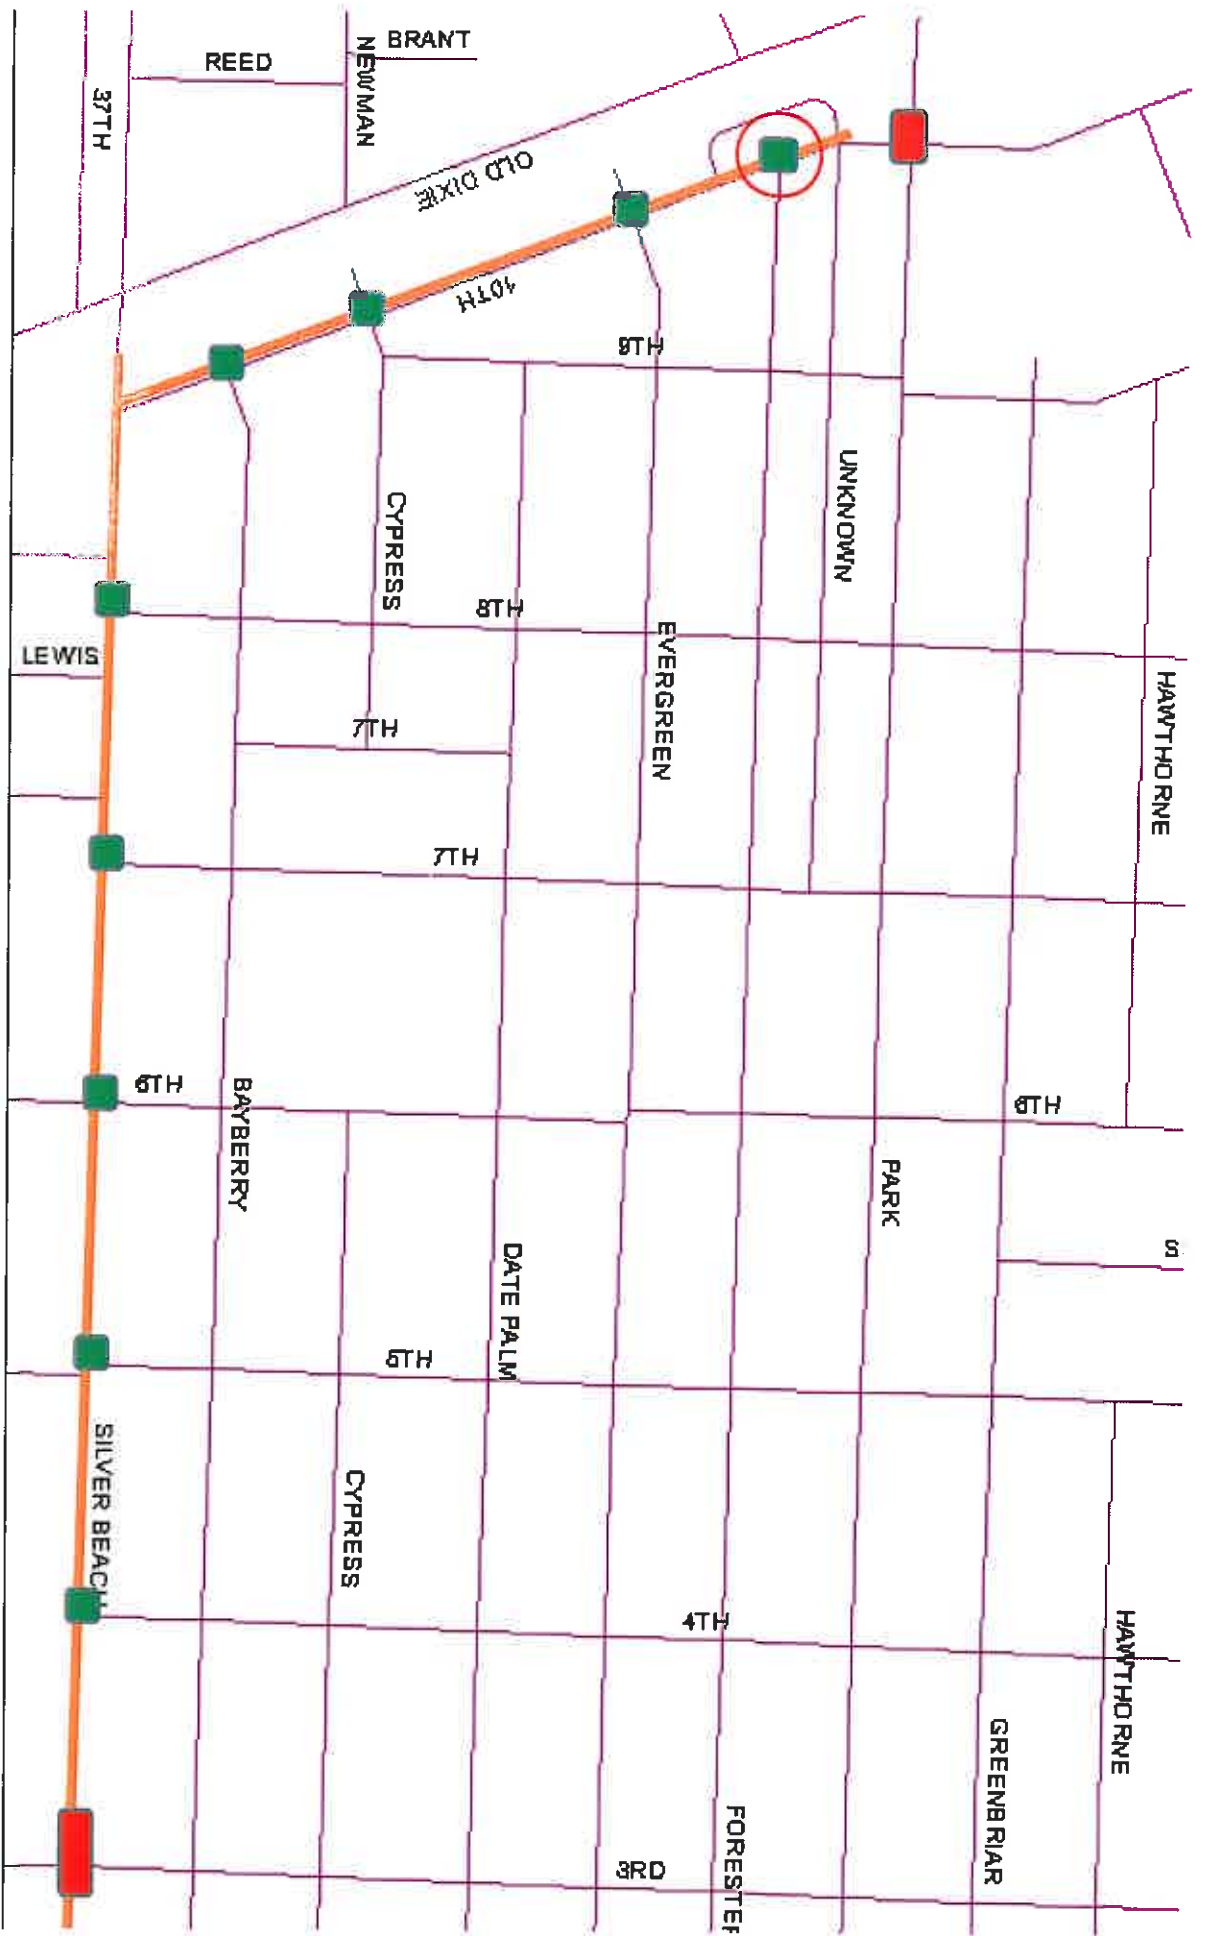 BRANT
REED
NEWMAN
37TH
OLD DIXIE
10TH
9TH
UNKNOWN
CYPRESS
8TH
EVERGREEN
LEWIS
HAWTHORNE
7TH
7TH
6TH
BAYBERRY
6TH
PARK
S
DATE PALM
5TH
SILVER BEACH
CYPRESS
4TH
HAWTHORNE
GREENBRIAR
FORESTER
3RD